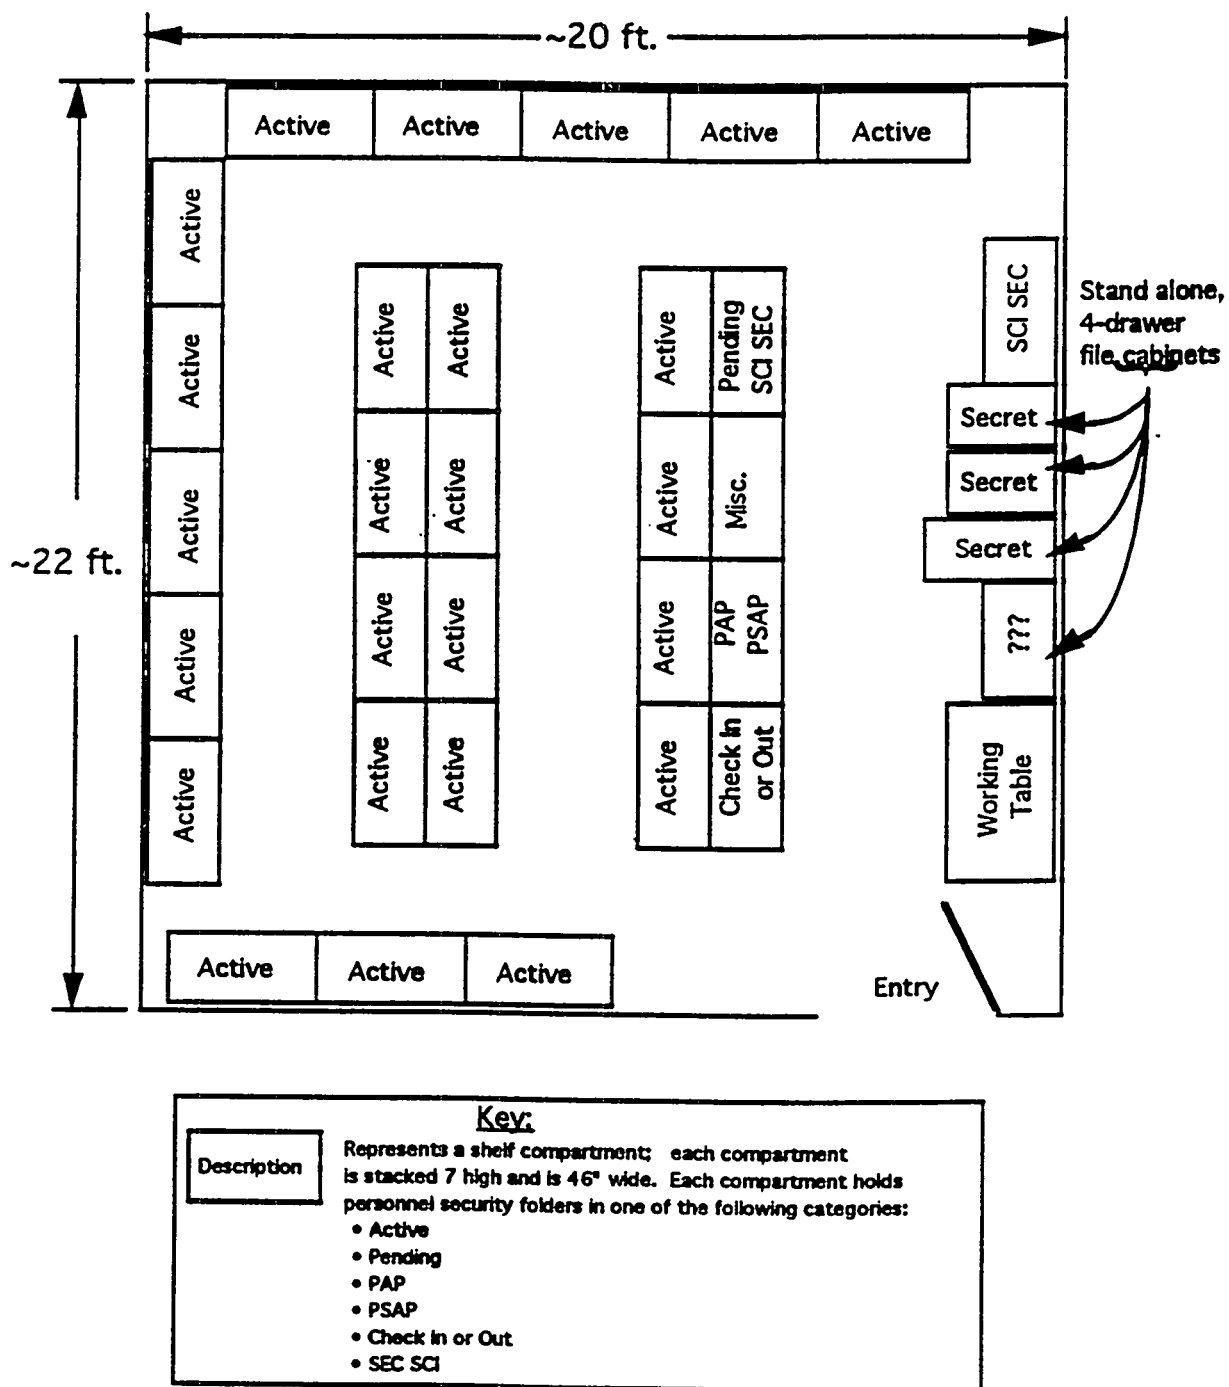 ~20 ft.
Active Active Active Active Active
Active
Active
Active
Active
Active
~22 ft.
Active Active
Active Active
Active Active
Active Active
Active
Pending
SCI SEC
Active
Misc.
Active
PAP
PSAP
Active
Check In
or Out
SCI SEC
Secret
Secret
Secret
???
Working
Table
Stand alone,
4-drawer
file cabinets
Active Active Active
Entry
Key:
Description
Represents a shelf compartment; each compartment
is stacked 7 high and is 46" wide. Each compartment holds
personnel security folders in one of the following categories:
• Active
• Pending
• PAP
• PSAP
• Check In or Out
• SEC SCI